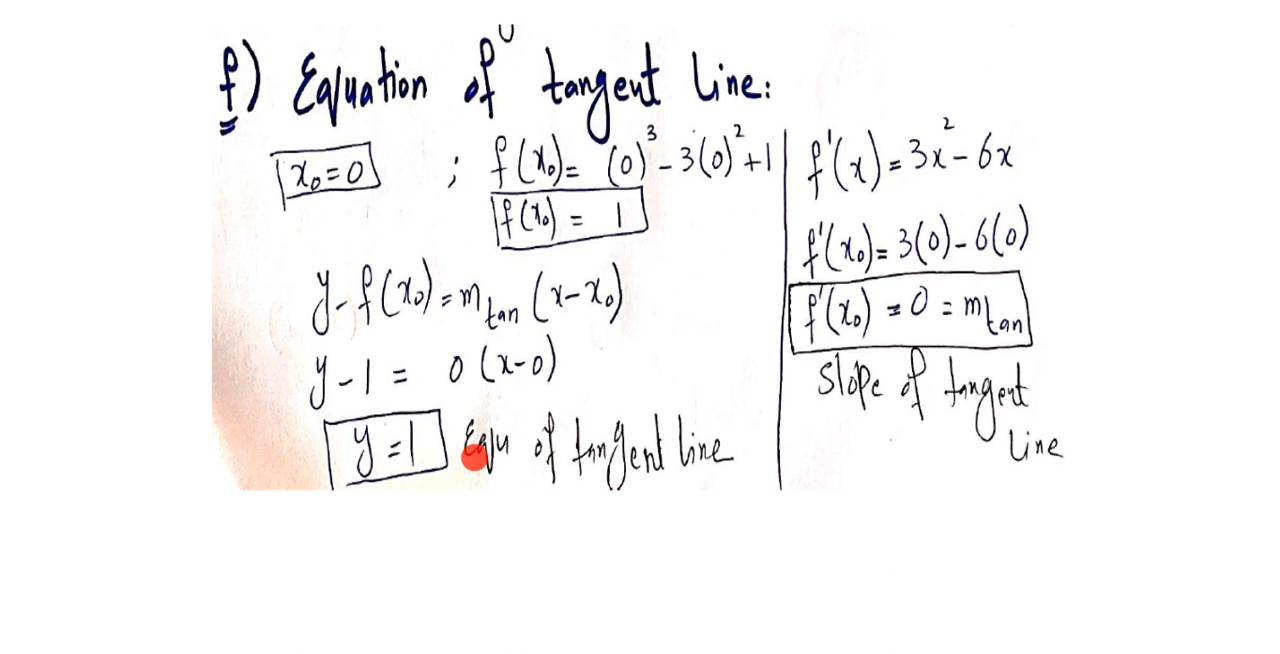 f) Equation of tangent line:
x₀=0 ; f(x₀)= (0)³-3(0)²+1
f(x₀) = 1
y-f(x₀)=m_tan (x-x₀)
y-1 = 0 (x-0)
y=1 Equ of tangent line
f'(x)=3x²-6x
f'(x₀)=3(0)-6(0)
f'(x₀) = 0 = m_tan
slope of tangent
line